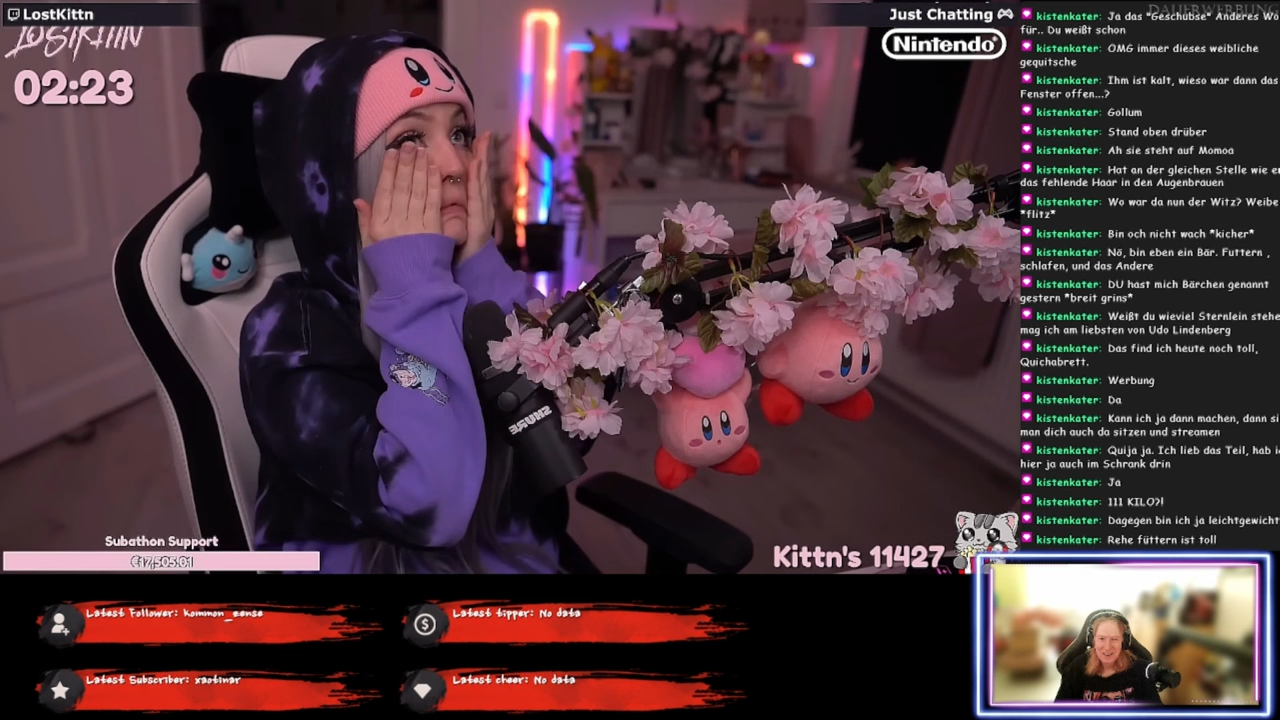 LostKittn
LOSTKITTN
02:23
Just Chatting
Nintendo
DAUERWERBUNG
kistenkater: Ja das "Geschubse" Anderes Wo
für.. Du weißt schon
kistenkater: OMG immer dieses weibliche
gequitsche
kistenkater: Ihm ist kalt, wieso war dann das
Fenster offen...?
kistenkater: Gollum
kistenkater: Stand oben drüber
kistenkater: Ah sie steht auf Momoa
kistenkater: Hat an der gleichen Stelle wie er
das fehlende Haar in den Augenbrauen
kistenkater: Wo war da nun der Witz? Weibe
*flitz*
kistenkater: Bin och nicht wach *kicher*
kistenkater: Nö, bin eben ein Bär. Futtern ,
schlafen, und das Andere
kistenkater: DU hast mich Bärchen genannt
gestern *breit grins*
kistenkater: Weißt du wieviel Sternlein stehe
mag ich am liebsten von Udo Lindenberg
kistenkater: Das find ich heute noch toll,
Quichabrett.
kistenkater: Werbung
kistenkater: Da
kistenkater: Kann ich ja dann machen, dann si
man dich auch da sitzen und streamen
kistenkater: Quija ja. Ich lieb das Teil, hab i
hier ja auch im Schrank drin
kistenkater: Ja
kistenkater: 111 KILO?!
kistenkater: Dagegen bin ich ja leichtgewicht
kistenkater: Rehe füttern ist toll
SHURE
Subathon Support
€17,505.01
Kittn's 11427
Latest Follower: Kommon_sense
Latest tipper: No data
Latest Subscriber: xaotinar
Latest cheer: No data